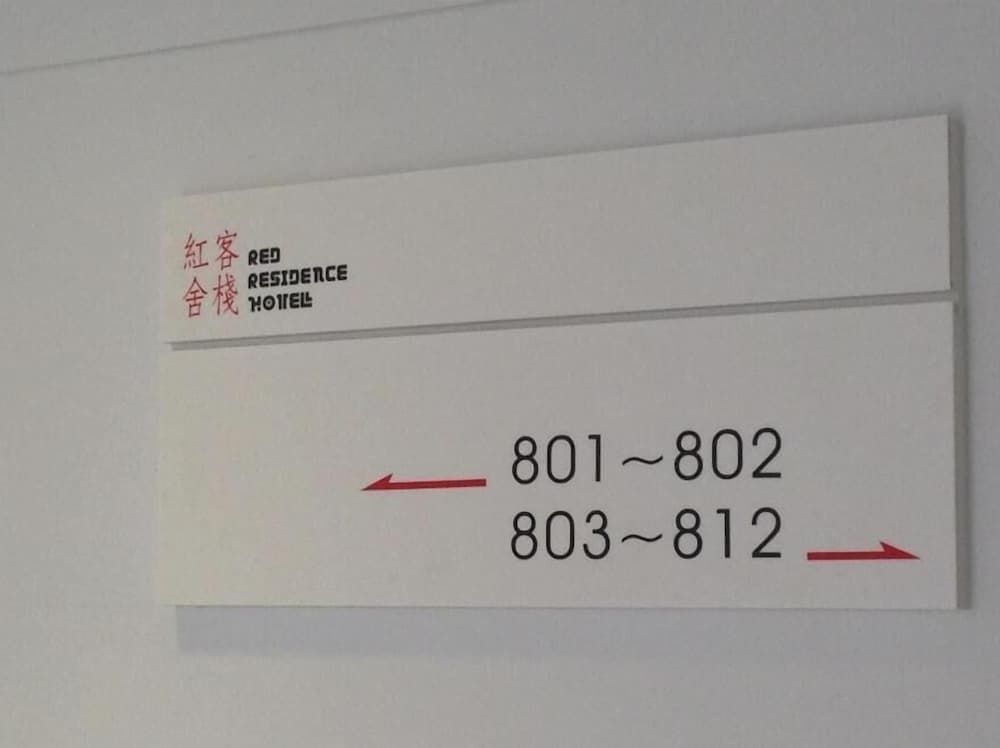 紅客
舍棧
RED
RESIDENCE
HOTEL
801～802
803～812